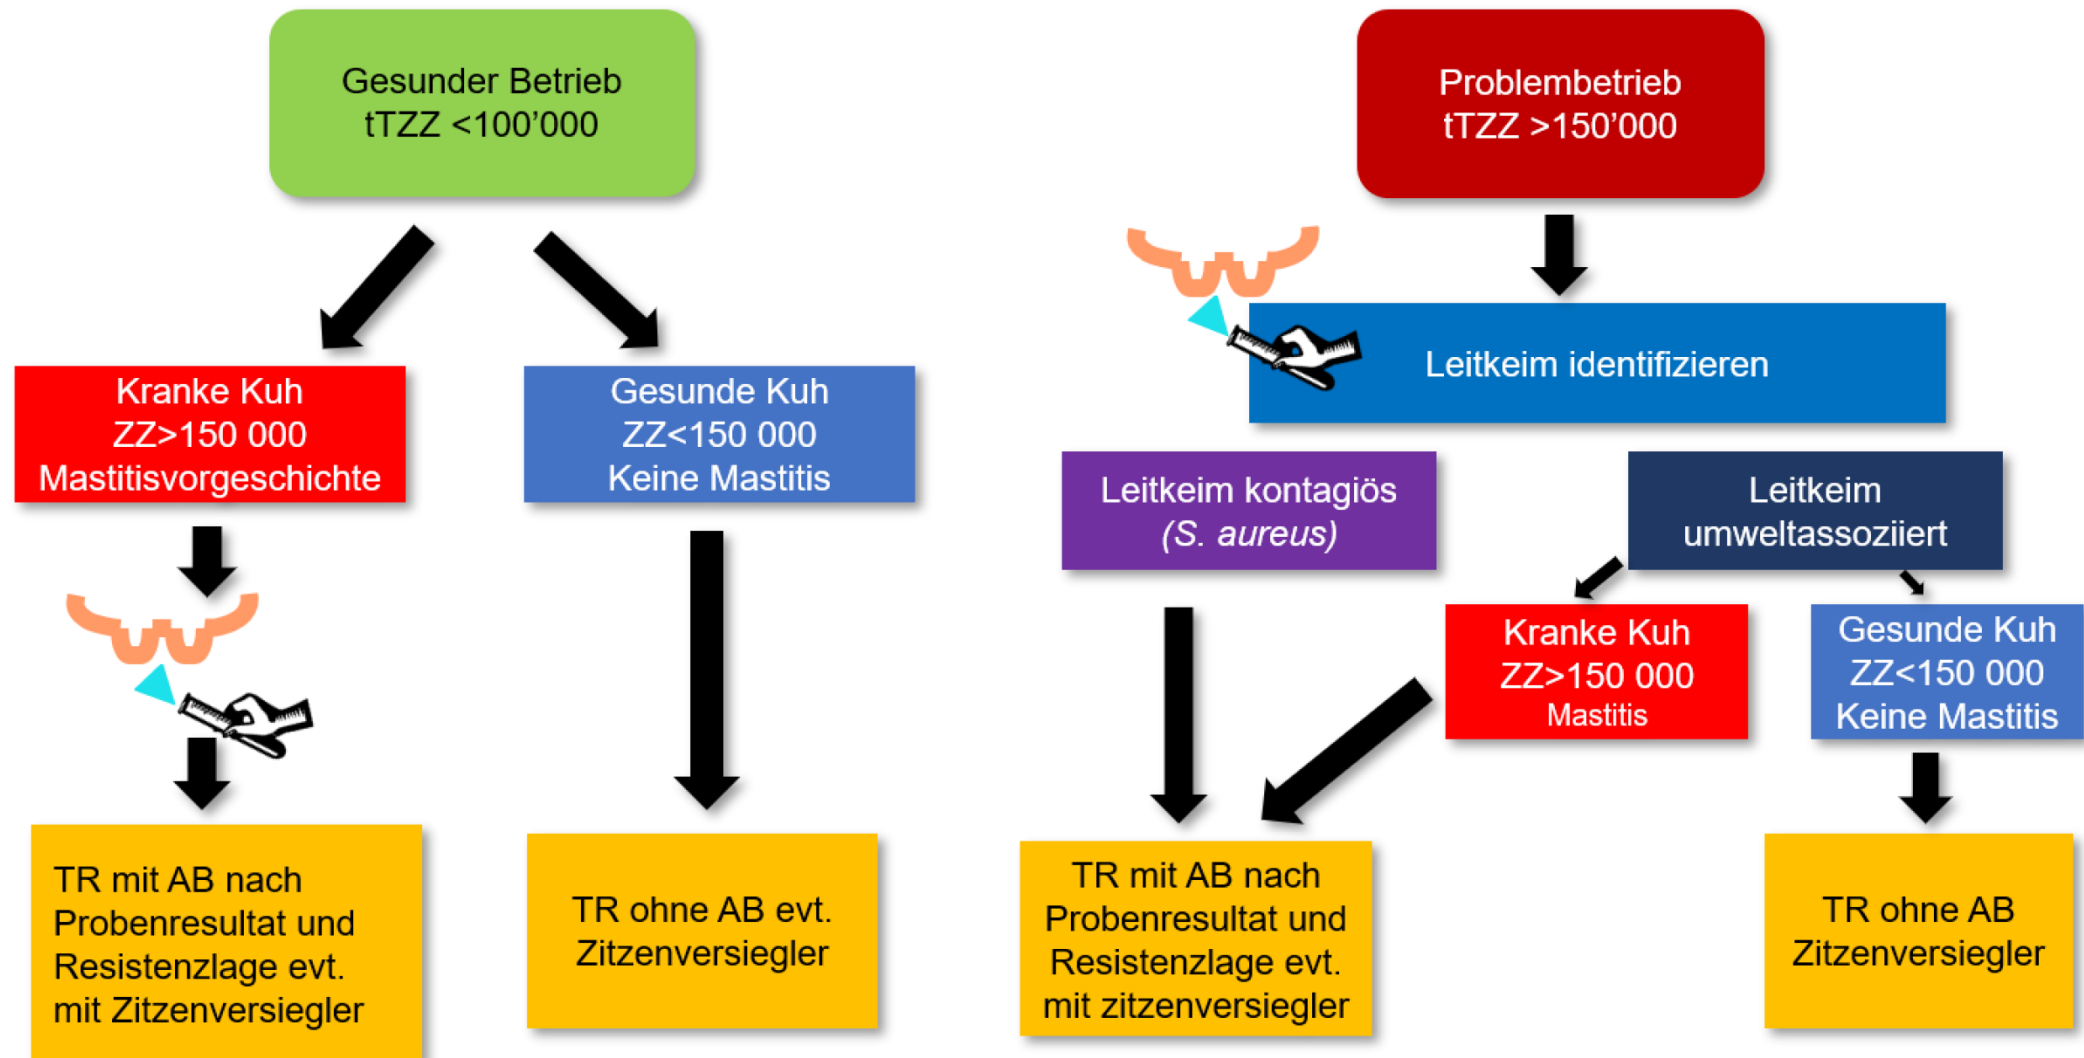 Gesunder Betrieb
tTZZ <100’000
Problembetrieb
tTZZ >150’000
Leitkeim identifizieren
Kranke Kuh
ZZ>150 000
Mastitisvorgeschichte
Gesunde Kuh
ZZ<150 000
Keine Mastitis
Leitkeim kontagiös
(S. aureus)
Leitkeim
umweltassoziiert
Kranke Kuh
ZZ>150 000
Mastitis
Gesunde Kuh
ZZ<150 000
Keine Mastitis
TR mit AB nach
Probenresultat und
Resistenzlage evt.
mit Zitzenversiegler
TR ohne AB evt.
Zitzenversiegler
TR mit AB nach
Probenresultat und
Resistenzlage evt.
mit zitzenversiegler
TR ohne AB
Zitzenversiegler